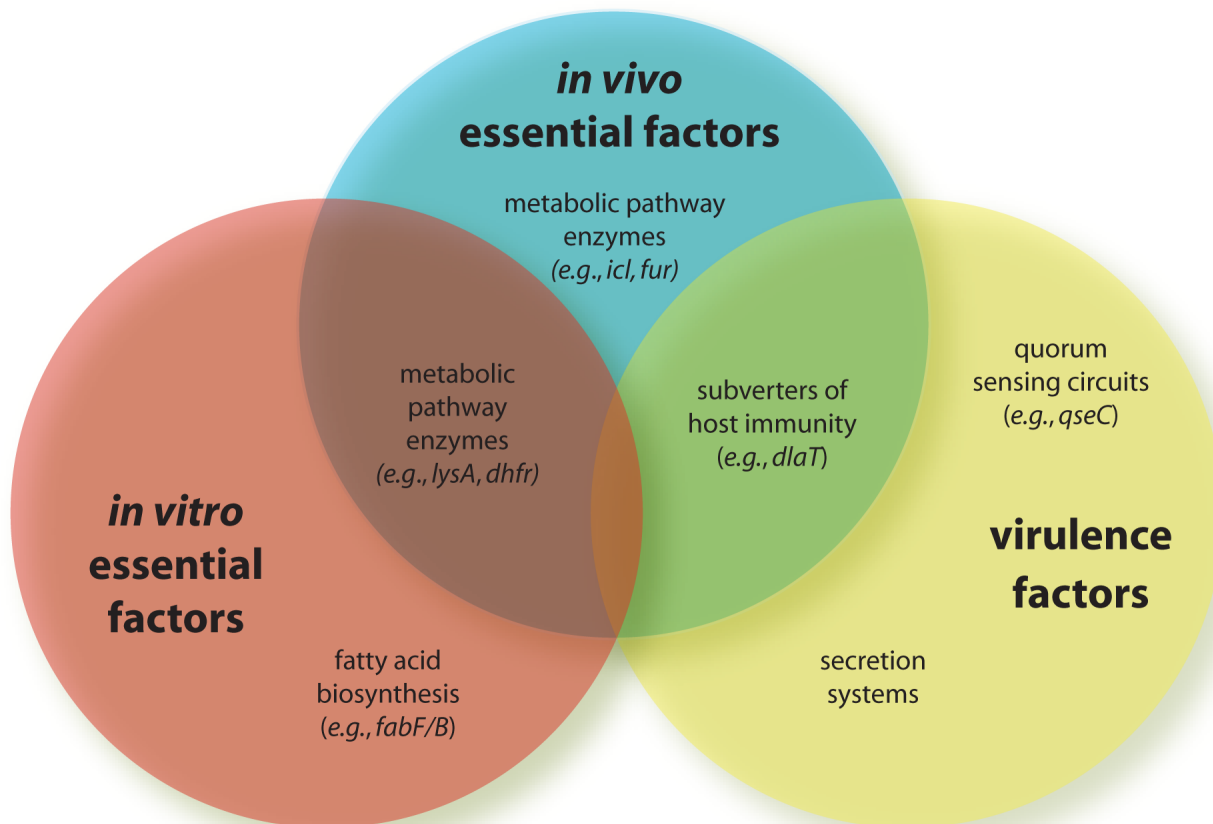 in vivo
essential factors
metabolic pathway
enzymes
(e.g., icl, fur)
metabolic
pathway
enzymes
(e.g., lysA, dhfr)
subverters of
host immunity
(e.g., dlaT)
quorum
sensing circuits
(e.g., qseC)
in vitro
essential
factors
virulence
factors
fatty acid
biosynthesis
(e.g., fabF/B)
secretion
systems